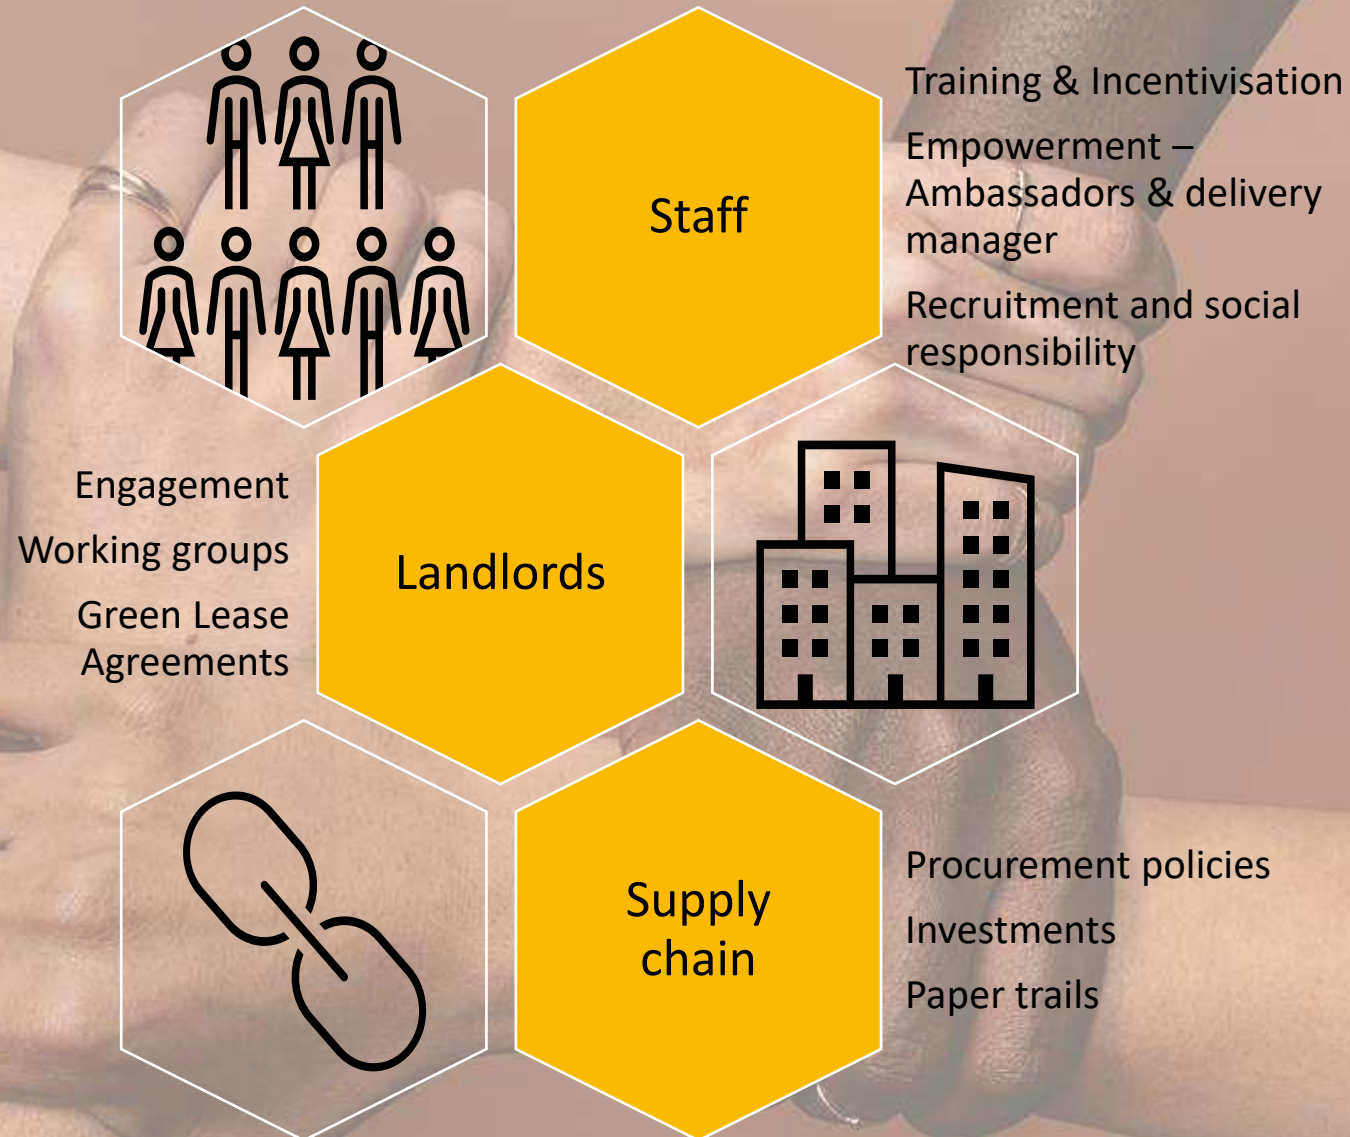 Staff
Training & Incentivisation
Empowerment –
Ambassadors & delivery
manager
Recruitment and social
responsibility
Engagement
Working groups
Green Lease
Agreements
Landlords
Supply
chain
Procurement policies
Investments
Paper trails